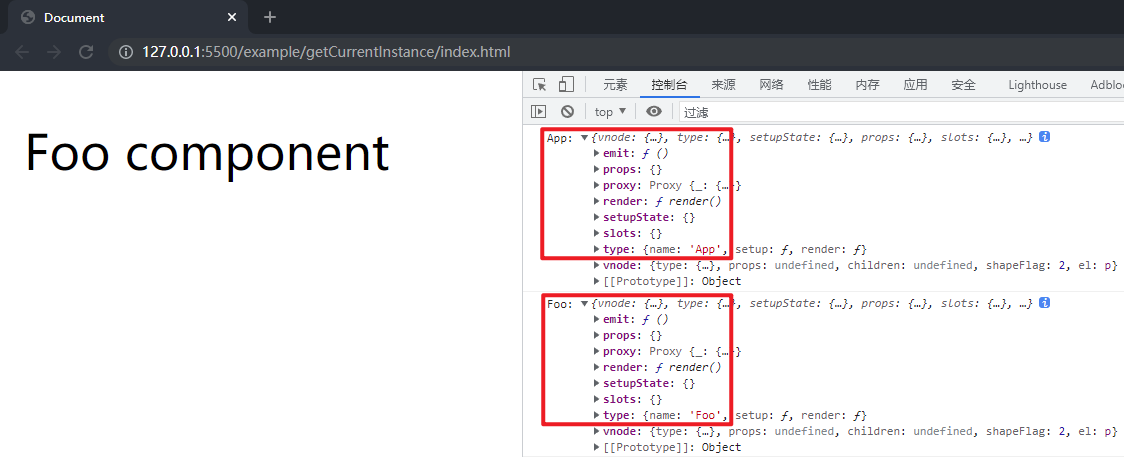 Document
127.0.0.1:5500/example/getCurrentInstance/index.html
Foo component
元素 控制台 来源 网络 性能 内存 应用 安全 Lighthouse Adblo
top 过滤
App: {vnode: {…}, type: {…}, setupState: {…}, props: {…}, slots: {…}, …}
emit: ƒ ()
props: {}
proxy: Proxy {_: {…}}
render: ƒ render()
setupState: {}
slots: {}
type: {name: 'App', setup: ƒ, render: ƒ}
vnode: {type: {…}, props: undefined, children: undefined, shapeFlag: 2, el: p}
[[Prototype]]: Object
Foo: {vnode: {…}, type: {…}, setupState: {…}, props: {…}, slots: {…}, …}
emit: ƒ ()
props: {}
proxy: Proxy {_: {…}}
render: ƒ render()
setupState: {}
slots: {}
type: {name: 'Foo', setup: ƒ, render: ƒ}
vnode: {type: {…}, props: undefined, children: undefined, shapeFlag: 2, el: p}
[[Prototype]]: Object